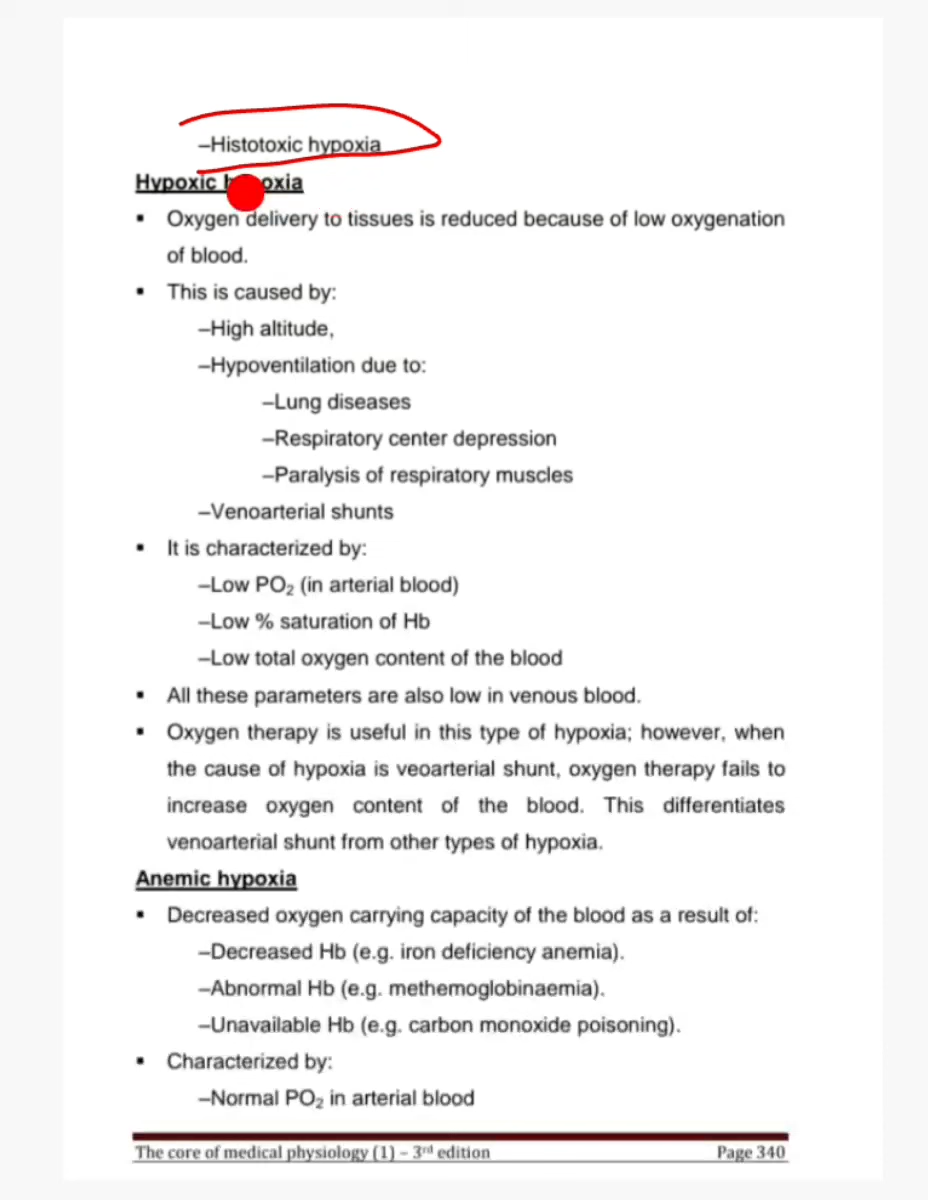 –Histotoxic hypoxia
Hypoxic hypoxia
▪ Oxygen delivery to tissues is reduced because of low oxygenation
of blood.
▪ This is caused by:
–High altitude,
–Hypoventilation due to:
–Lung diseases
–Respiratory center depression
–Paralysis of respiratory muscles
–Venoarterial shunts
▪ It is characterized by:
–Low PO₂ (in arterial blood)
–Low % saturation of Hb
–Low total oxygen content of the blood
▪ All these parameters are also low in venous blood.
▪ Oxygen therapy is useful in this type of hypoxia; however, when
the cause of hypoxia is veoarterial shunt, oxygen therapy fails to
increase oxygen content of the blood. This differentiates
venoarterial shunt from other types of hypoxia.
Anemic hypoxia
▪ Decreased oxygen carrying capacity of the blood as a result of:
–Decreased Hb (e.g. iron deficiency anemia).
–Abnormal Hb (e.g. methemoglobinaemia).
–Unavailable Hb (e.g. carbon monoxide poisoning).
▪ Characterized by:
–Normal PO₂ in arterial blood
The core of medical physiology (1) – 3rd edition Page 340